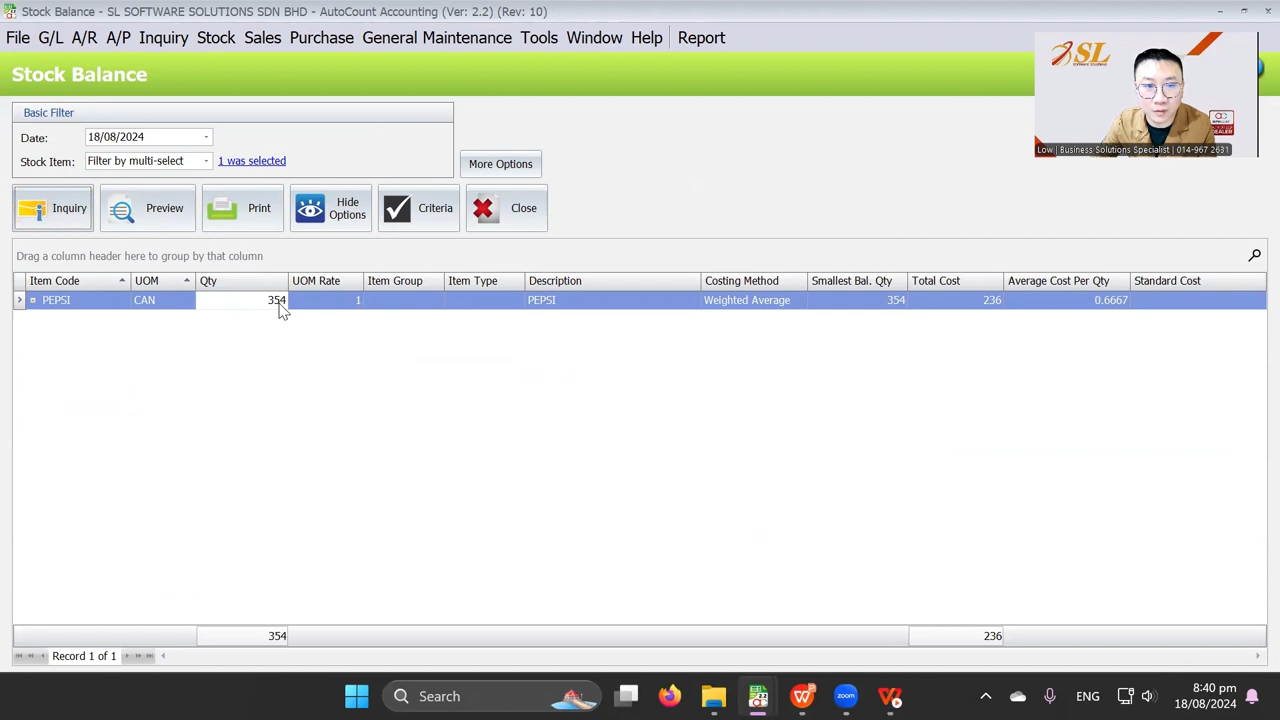 Stock Balance - SL SOFTWARE SOLUTIONS SDN BHD - AutoCount Accounting (Ver: 2.2) (Rev: 10)
File G/L A/R A/P Inquiry Stock Sales Purchase General Maintenance Tools Window Help Report
Stock Balance
SL
Low | Business Solutions Specialist | 014-967 2631
Basic Filter
Date: 18/08/2024
Stock Item: Filter by multi-select 1 was selected
More Options
Inquiry Preview Print Hide Options Criteria Close
Drag a column header here to group by that column
Item Code UOM Qty UOM Rate Item Group Item Type Description Costing Method Smallest Bal. Qty Total Cost Average Cost Per Qty Standard Cost
PEPSI CAN 354 1 PEPSI Weighted Average 354 236 0.6667
354 236
Record 1 of 1
Search ENG 8:40 pm
18/08/2024